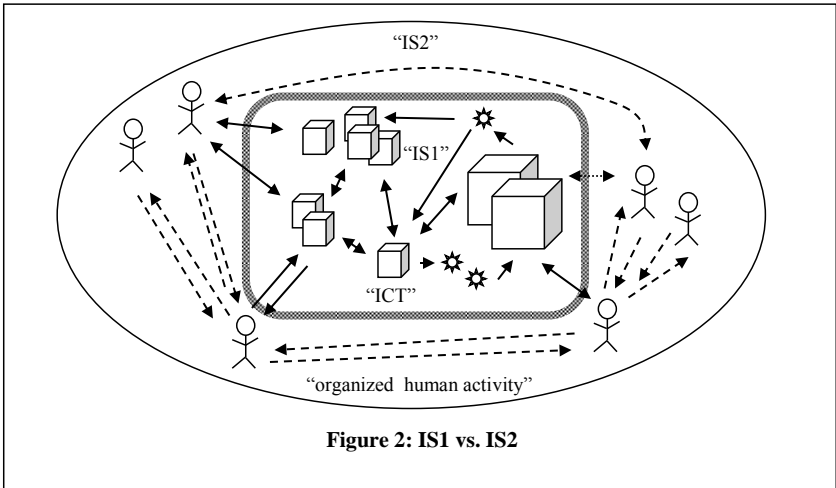 “IS2”
“IS1”
“ICT”
“organized human activity”
Figure 2: IS1 vs. IS2